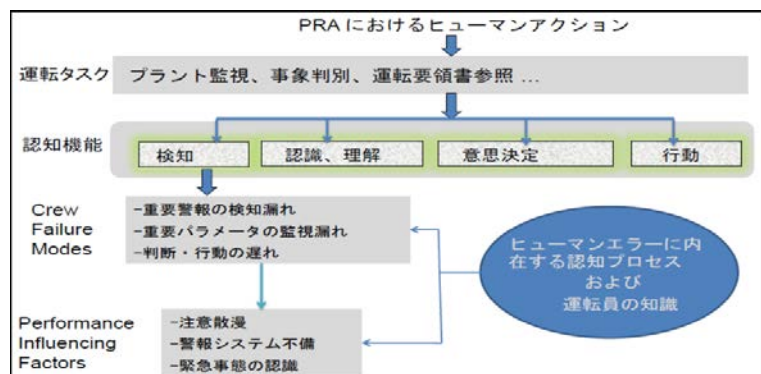 PRA におけるヒューマンアクション
運転タスク
プラント監視、事象判別、運転要領書参照 …
認知機能
検知
認識、理解
意思決定
行動
Crew
Failure
Modes
-重要警報の検知漏れ
-重要パラメータの監視漏れ
-判断・行動の遅れ
ヒューマンエラーに内
在する認知プロセス
および
運転員の知識
Performance
Influencing
Factors
-注意散漫
-警報システム不備
-緊急事態の認識